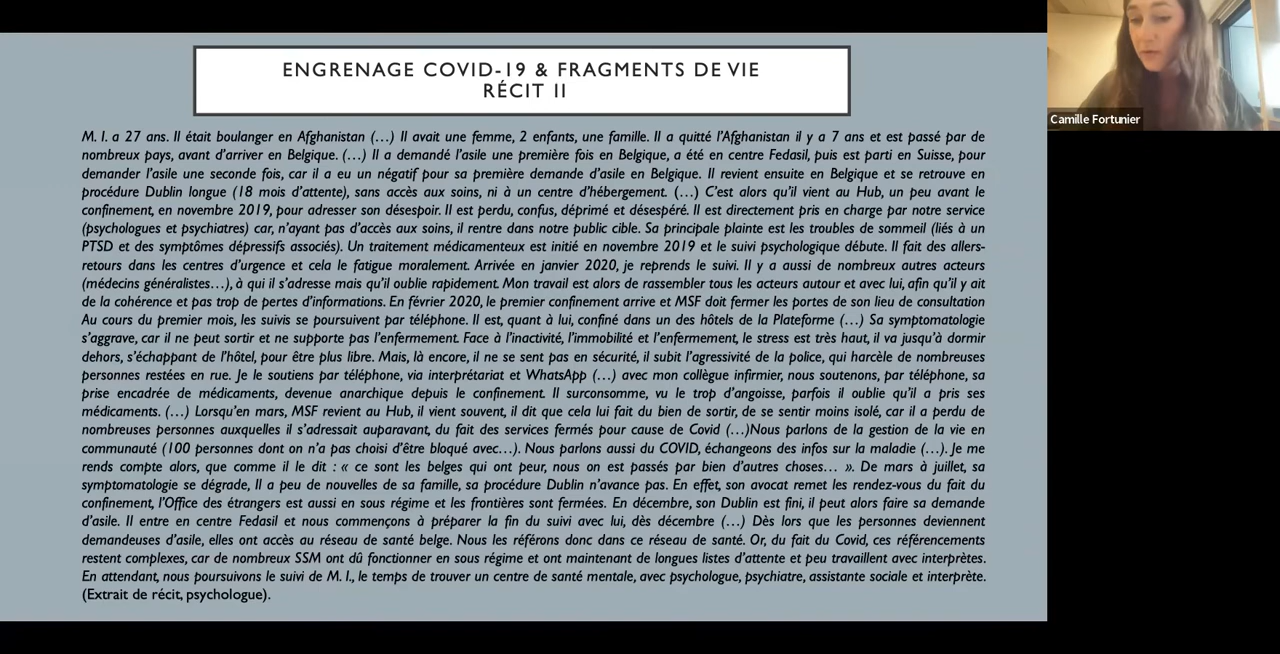 ENGRENAGE COVID-19 & FRAGMENTS DE VIE
RÉCIT II
M. I. a 27 ans. Il était boulanger en Afghanistan (…) Il avait une femme, 2 enfants, une famille. Il a quitté l'Afghanistan il y a 7 ans et est passé par de
nombreux pays, avant d'arriver en Belgique. (…) Il a demandé l'asile une première fois en Belgique, a été en centre Fedasil, puis est parti en Suisse, pour
demander l'asile une seconde fois, car il a eu un négatif pour sa première demande d'asile en Belgique. Il revient ensuite en Belgique et se retrouve en
procédure Dublin longue (18 mois d'attente), sans accès aux soins, ni à un centre d'hébergement. (…) C'est alors qu'il vient au Hub, un peu avant le
confinement, en novembre 2019, pour adresser son désespoir. Il est perdu, confus, déprimé et désespéré. Il est directement pris en charge par notre service
(psychologues et psychiatres) car, n'ayant pas d'accès aux soins, il rentre dans notre public cible. Sa principale plainte est les troubles de sommeil (liés à un
PTSD et des symptômes dépressifs associés). Un traitement médicamenteux est initié en novembre 2019 et le suivi psychologique débute. Il fait des allers-
retours dans les centres d'urgence et cela le fatigue moralement. Arrivée en janvier 2020, je reprends le suivi. Il y a aussi de nombreux autres acteurs
(médecins généralistes…), à qui il s'adresse mais qu'il oublie rapidement. Mon travail est alors de rassembler tous les acteurs autour et avec lui, afin qu'il y ait
de la cohérence et pas trop de pertes d'informations. En février 2020, le premier confinement arrive et MSF doit fermer les portes de son lieu de consultation
Au cours du premier mois, les suivis se poursuivent par téléphone. Il est, quant à lui, confiné dans un des hôtels de la Plateforme (…) Sa symptomatologie
s'aggrave, car il ne peut sortir et ne supporte pas l'enfermement. Face à l'inactivité, l'immobilité et l'enfermement, le stress est très haut, il va jusqu'à dormir
dehors, s'échappant de l'hôtel, pour être plus libre. Mais, là encore, il ne se sent pas en sécurité, il subit l'agressivité de la police, qui harcèle de nombreuses
personnes restées en rue. Je le soutiens par téléphone, via interprétariat et WhatsApp (…) avec mon collègue infirmier, nous soutenons, par téléphone, sa
prise encadrée de médicaments, devenue anarchique depuis le confinement. Il surconsomme, vu le trop d'angoisse, parfois il oublie qu'il a pris ses
médicaments. (…) Lorsqu'en mars, MSF revient au Hub, il vient souvent, il dit que cela lui fait du bien de sortir, de se sentir moins isolé, car il a perdu de
nombreuses personnes auxquelles il s'adressait auparavant, du fait des services fermés pour cause de Covid (…)Nous parlons de la gestion de la vie en
communauté (100 personnes dont on n'a pas choisi d'être bloqué avec…). Nous parlons aussi du COVID, échangeons des infos sur la maladie (…). Je me
rends compte alors, que comme il le dit : « ce sont les belges qui ont peur, nous on est passés par bien d'autres choses… ». De mars à juillet, sa
symptomatologie se dégrade, Il a peu de nouvelles de sa famille, sa procédure Dublin n'avance pas. En effet, son avocat remet les rendez-vous du fait du
confinement, l'Office des étrangers est aussi en sous régime et les frontières sont fermées. En décembre, son Dublin est fini, il peut alors faire sa demande
d'asile. Il entre en centre Fedasil et nous commençons à préparer la fin du suivi avec lui, dès décembre (…) Dès lors que les personnes deviennent
demandeuses d'asile, elles ont accès au réseau de santé belge. Nous les référons donc dans ce réseau de santé. Or, du fait du Covid, ces référencements
restent complexes, car de nombreux SSM ont dû fonctionner en sous régime et ont maintenant de longues listes d'attente et peu travaillent avec interprètes.
En attendant, nous poursuivons le suivi de M. I., le temps de trouver un centre de santé mentale, avec psychologue, psychiatre, assistante sociale et interprète.
(Extrait de récit, psychologue).
Camille Fortunier